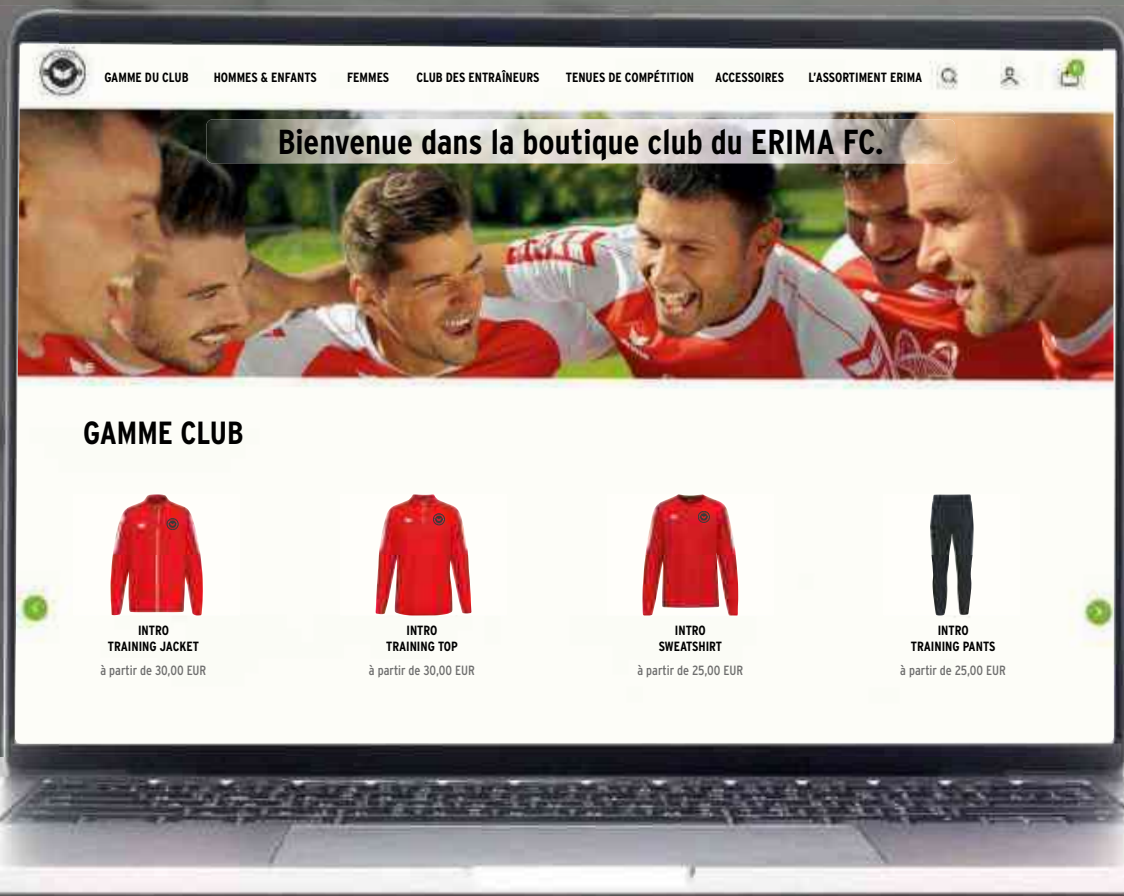 GAMME DU CLUB HOMMES & ENFANTS FEMMES CLUB DES ENTRAÎNEURS TENUES DE COMPÉTITION ACCESSOIRES L'ASSORTIMENT ERIMA
Bienvenue dans la boutique club du ERIMA FC.
GAMME CLUB
INTRO
TRAINING JACKET
à partir de 30,00 EUR
INTRO
TRAINING TOP
à partir de 30,00 EUR
INTRO
SWEATSHIRT
à partir de 25,00 EUR
INTRO
TRAINING PANTS
à partir de 25,00 EUR